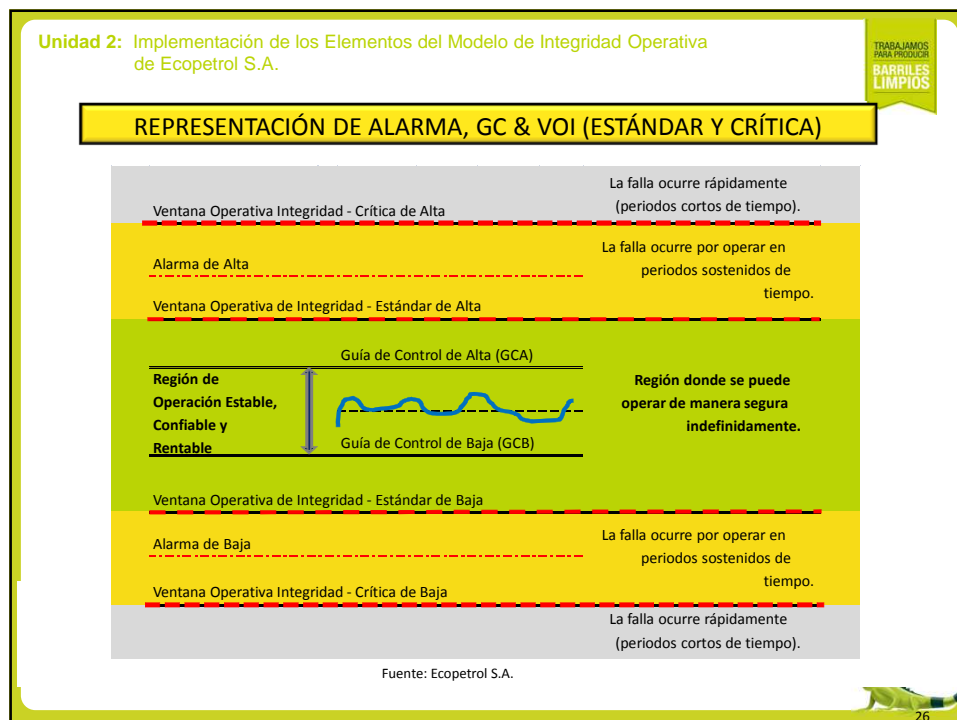 Unidad 2: Implementación de los Elementos del Modelo de Integridad Operativa
de Ecopetrol S.A.
TRABAJAMOS
PARA PRODUCIR
BARRILES
LIMPIOS
REPRESENTACIÓN DE ALARMA, GC & VOI (ESTÁNDAR Y CRÍTICA)
La falla ocurre rápidamente
(periodos cortos de tiempo).
Ventana Operativa Integridad - Crítica de Alta
La falla ocurre por operar en
periodos sostenidos de
tiempo.
Alarma de Alta
Ventana Operativa de Integridad - Estándar de Alta
Guía de Control de Alta (GCA)
Región de
Operación Estable,
Confiable y
Rentable
Región donde se puede
operar de manera segura
indefinidamente.
Guía de Control de Baja (GCB)
Ventana Operativa de Integridad - Estándar de Baja
Alarma de Baja
La falla ocurre por operar en
periodos sostenidos de
tiempo.
Ventana Operativa Integridad - Crítica de Baja
La falla ocurre rápidamente
(periodos cortos de tiempo).
Fuente: Ecopetrol S.A.
26